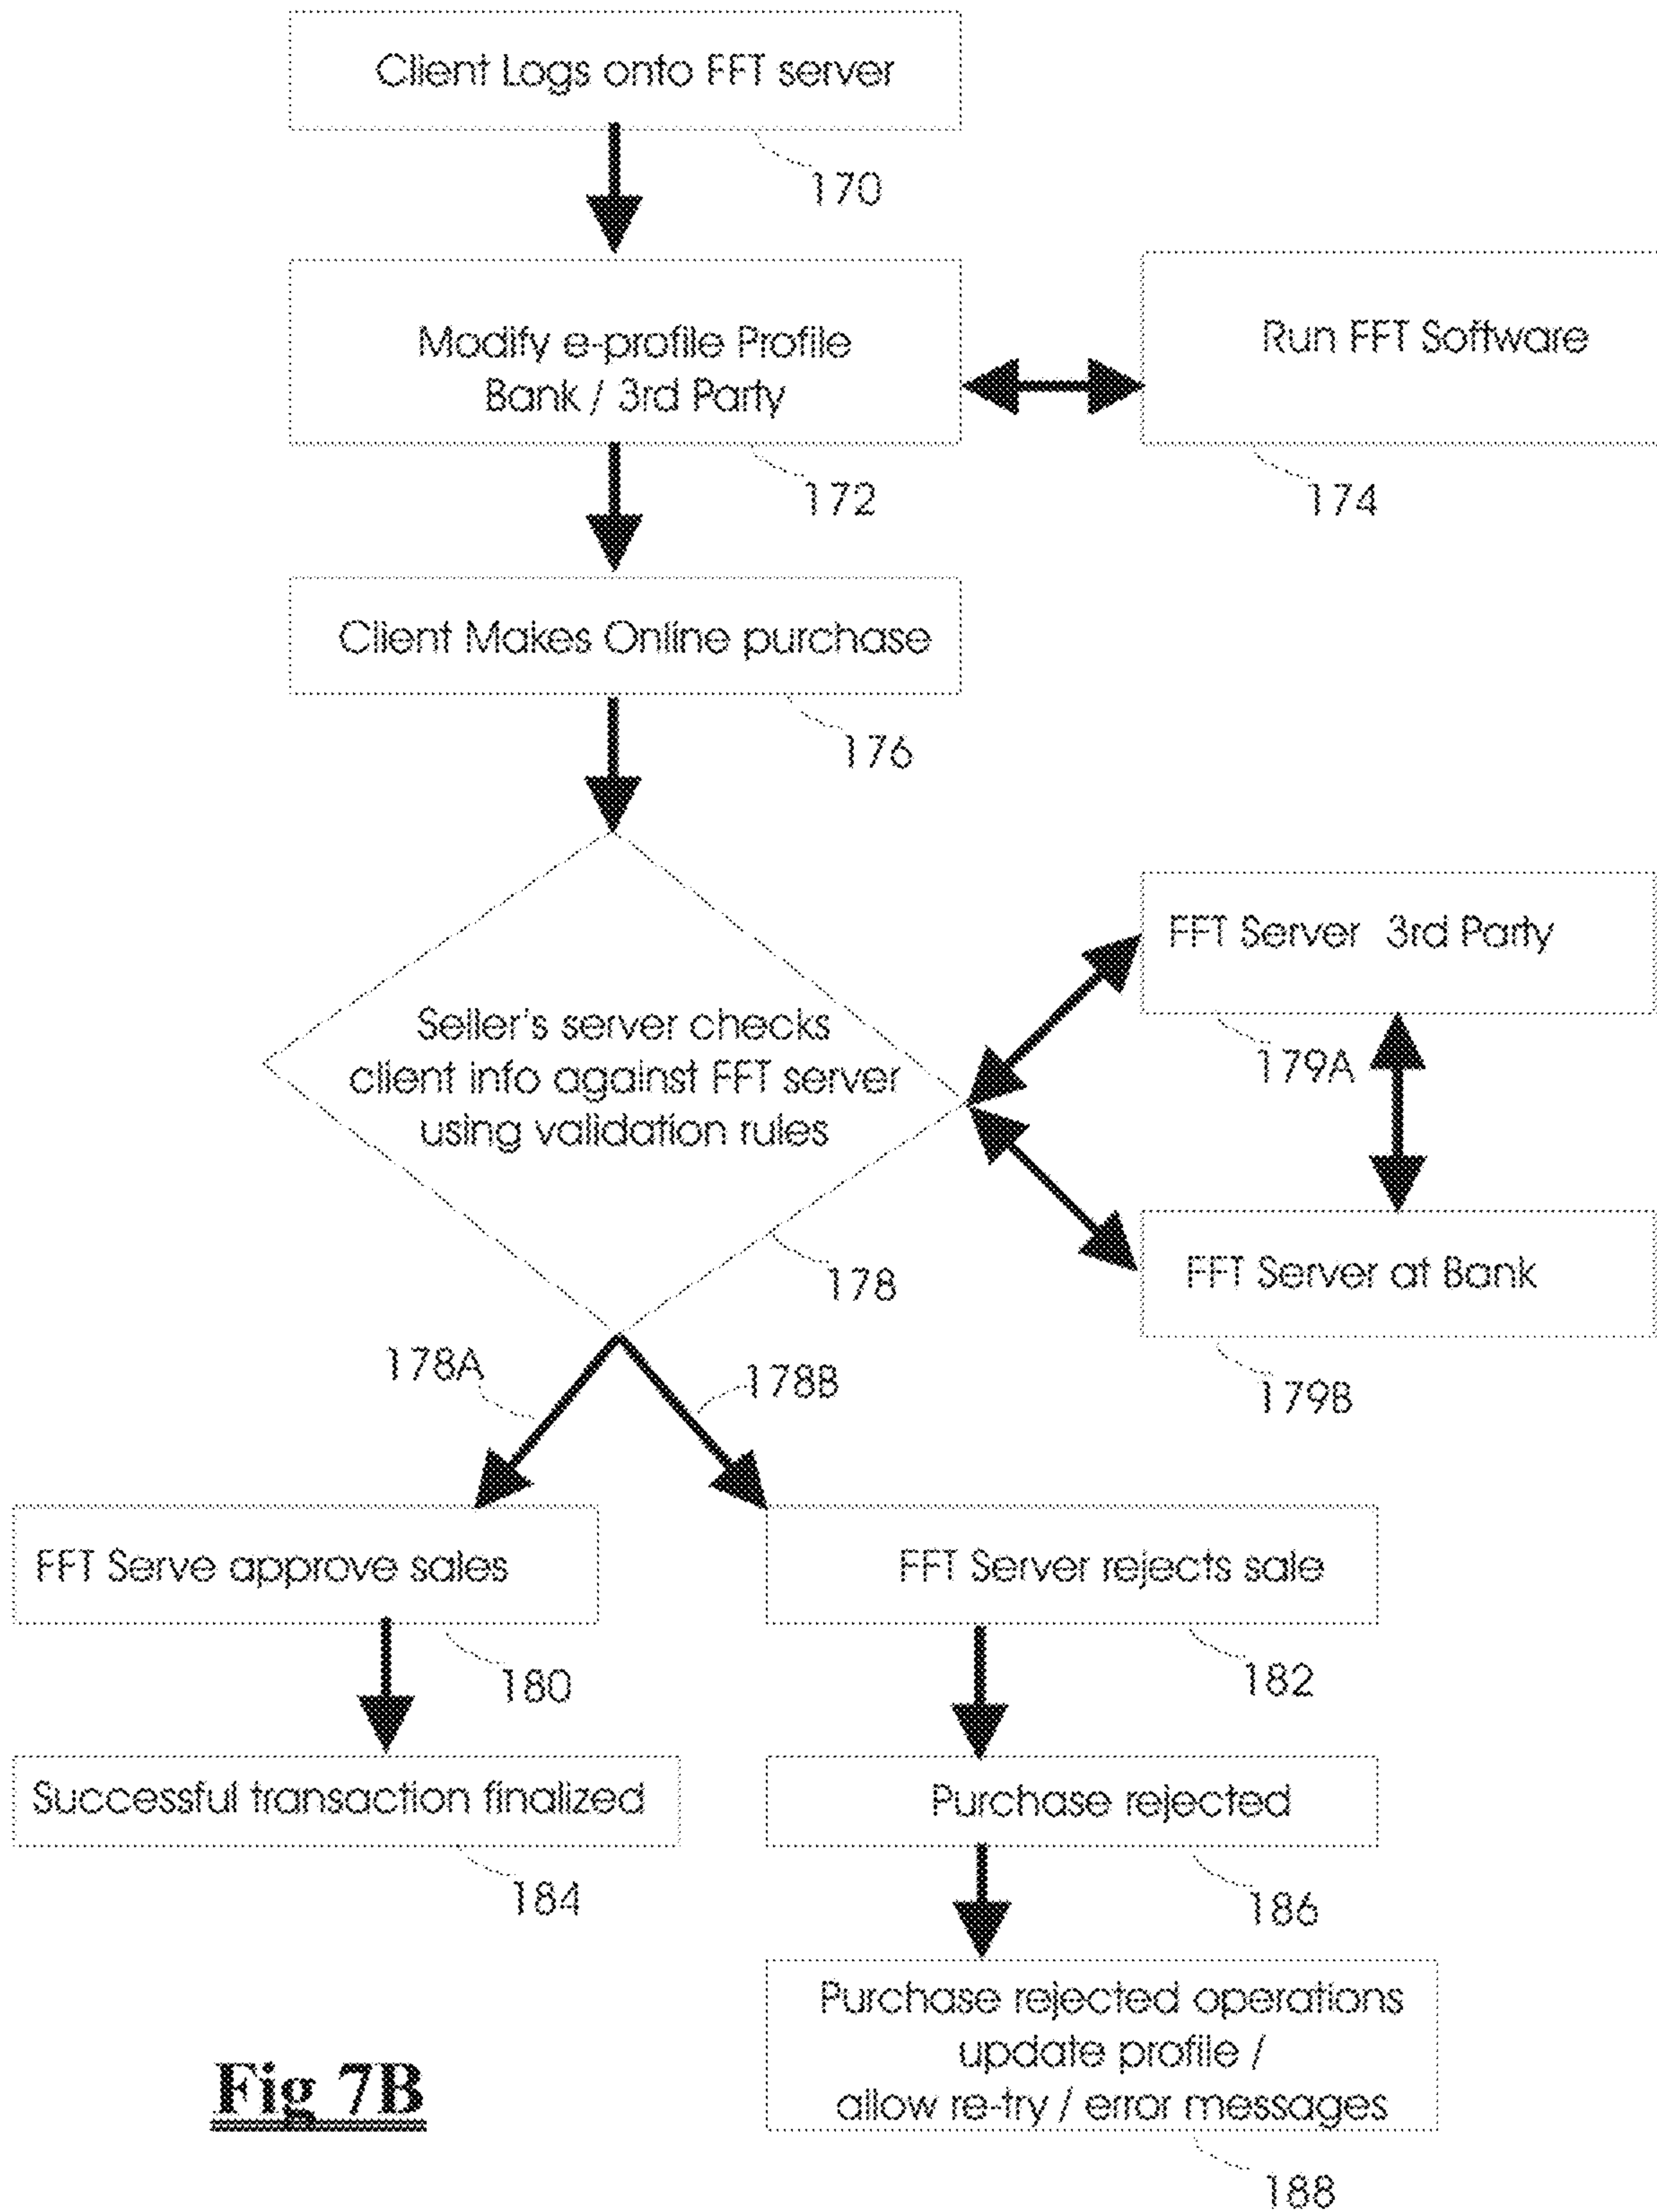 Client Logs onto FFT server
170
Modify e-profile Profile
Bank / 3rd Party
172
Run FFT Software
174
Client Makes Online purchase
176
Seller's server checks
client info against FFT server
using validation rules
178
FFT Server 3rd Party
179A
FFT Server at Bank
179B
178A
178B
FFT Serve approve sales
180
FFT Server rejects sale
182
Successful transaction finalized
184
Purchase rejected
186
Purchase rejected operations
update profile /
allow re-try / error messages
188
Fig 7B